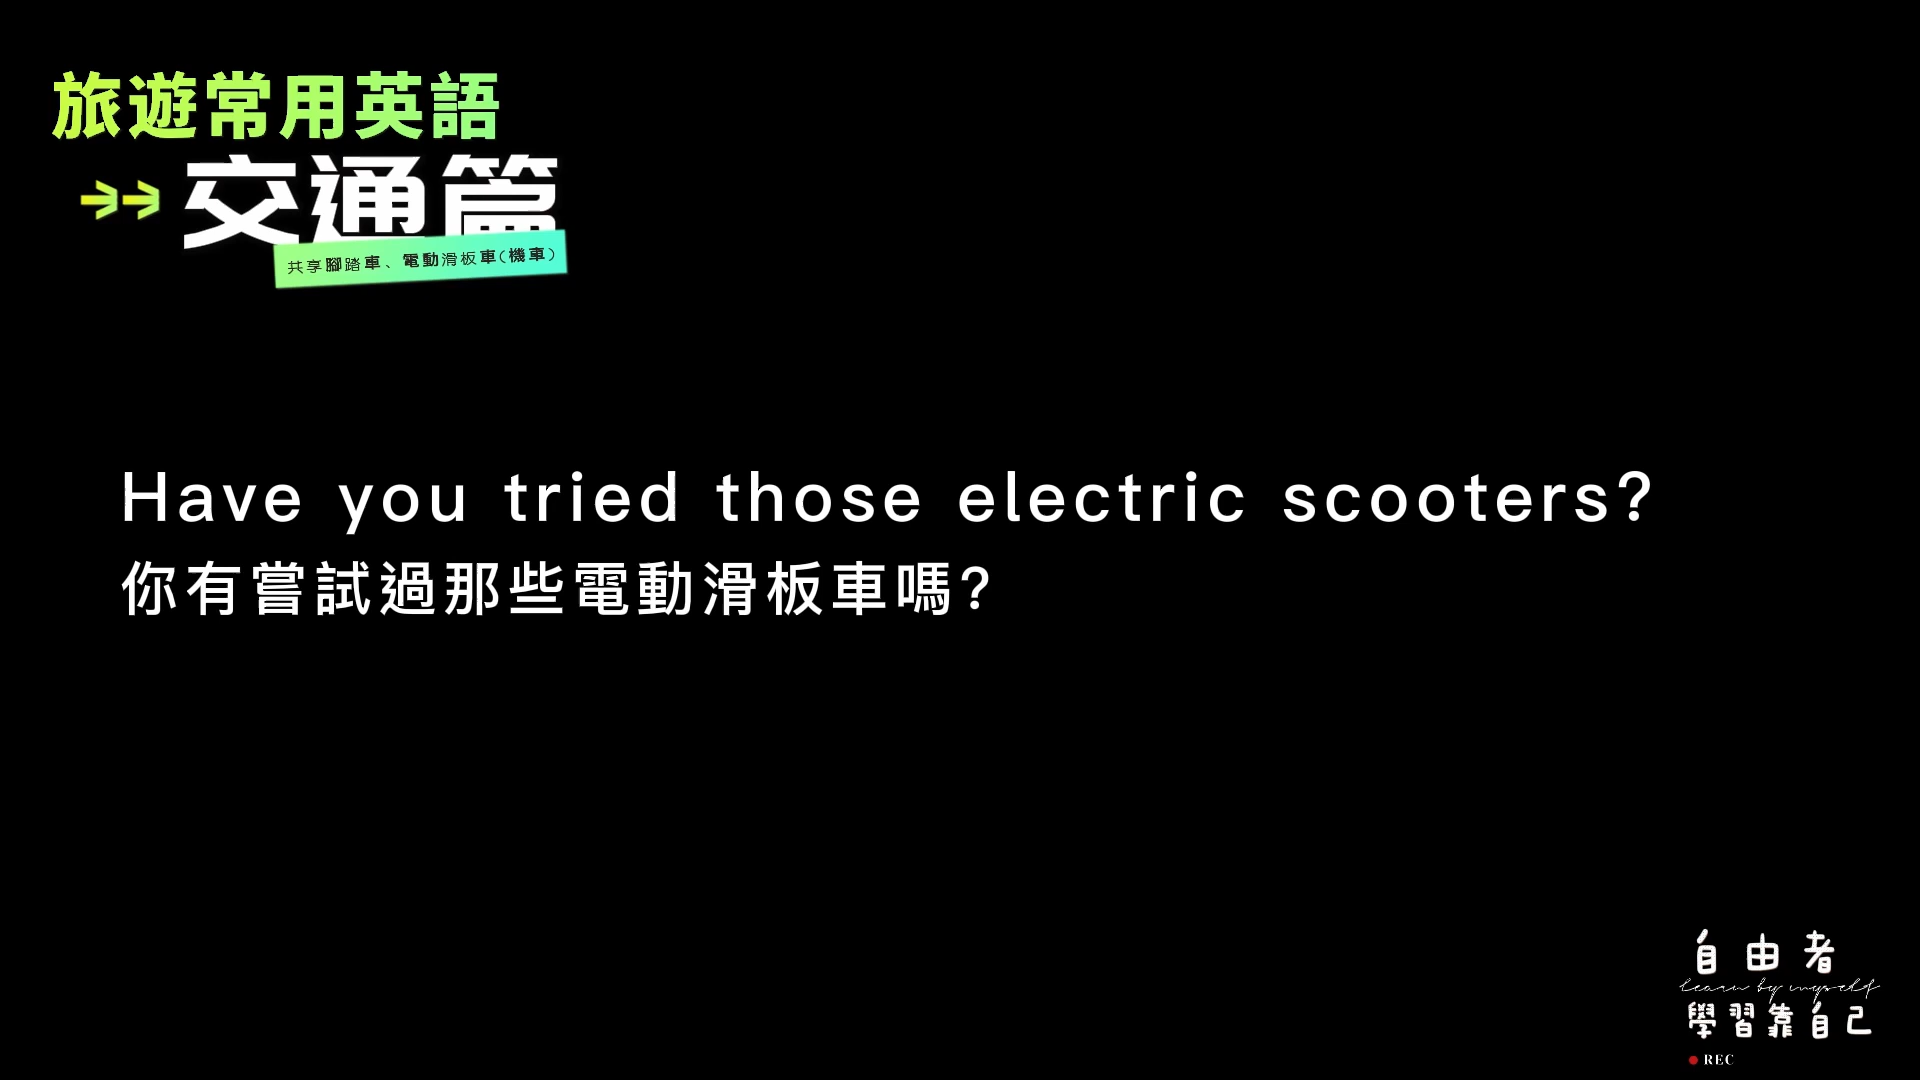 旅遊常用英語
交通篇
共享腳踏車、電動滑板車(機車)
Have you tried those electric scooters?
你有嘗試過那些電動滑板車嗎?
自由者
learn by myself
學習靠自己
REC